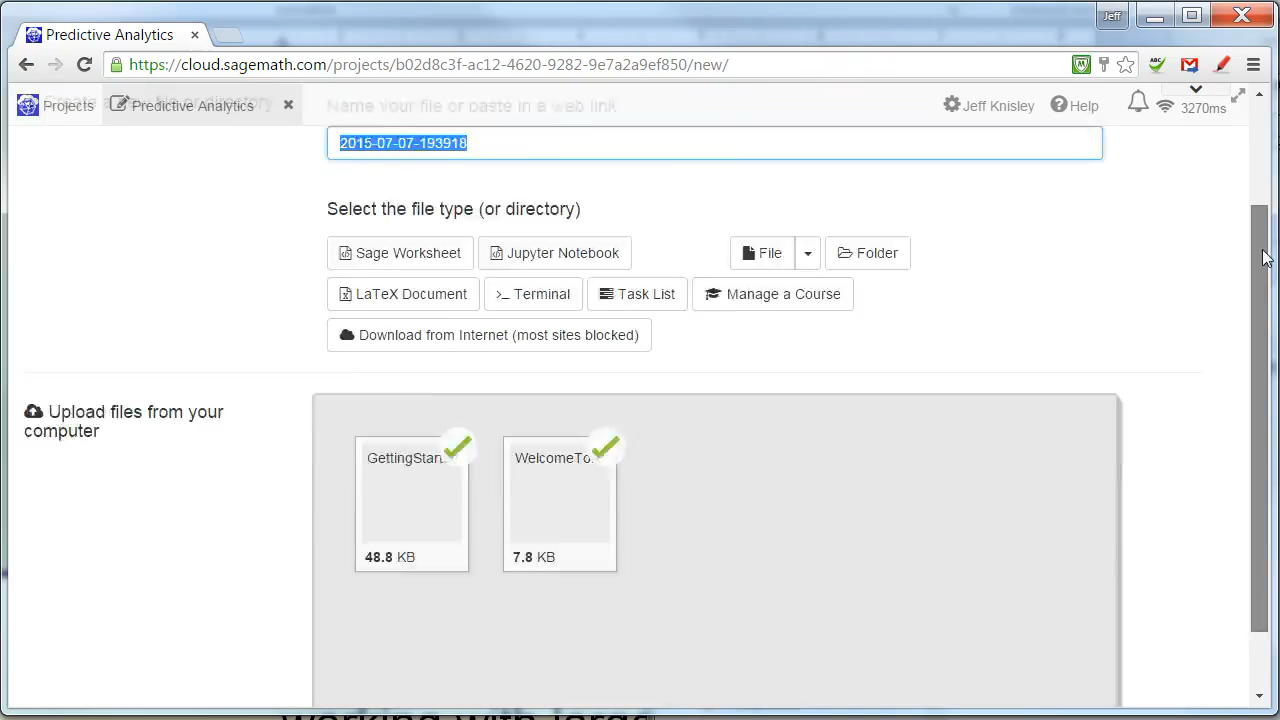 Jeff
Predictive Analytics
https://cloud.sagemath.com/projects/b02d8c3f-ac12-4620-9282-9e7a2a9ef850/new/
Projects
Predictive Analytics
Name your file or paste in a web link
Jeff Knisley
Help
3270ms
2015-07-07-193918
Select the file type (or directory)
Sage Worksheet
Jupyter Notebook
File
Folder
LaTeX Document
>_ Terminal
Task List
Manage a Course
Download from Internet (most sites blocked)
Upload files from your
computer
GettingStart
WelcomeTo
48.8 KB
7.8 KB